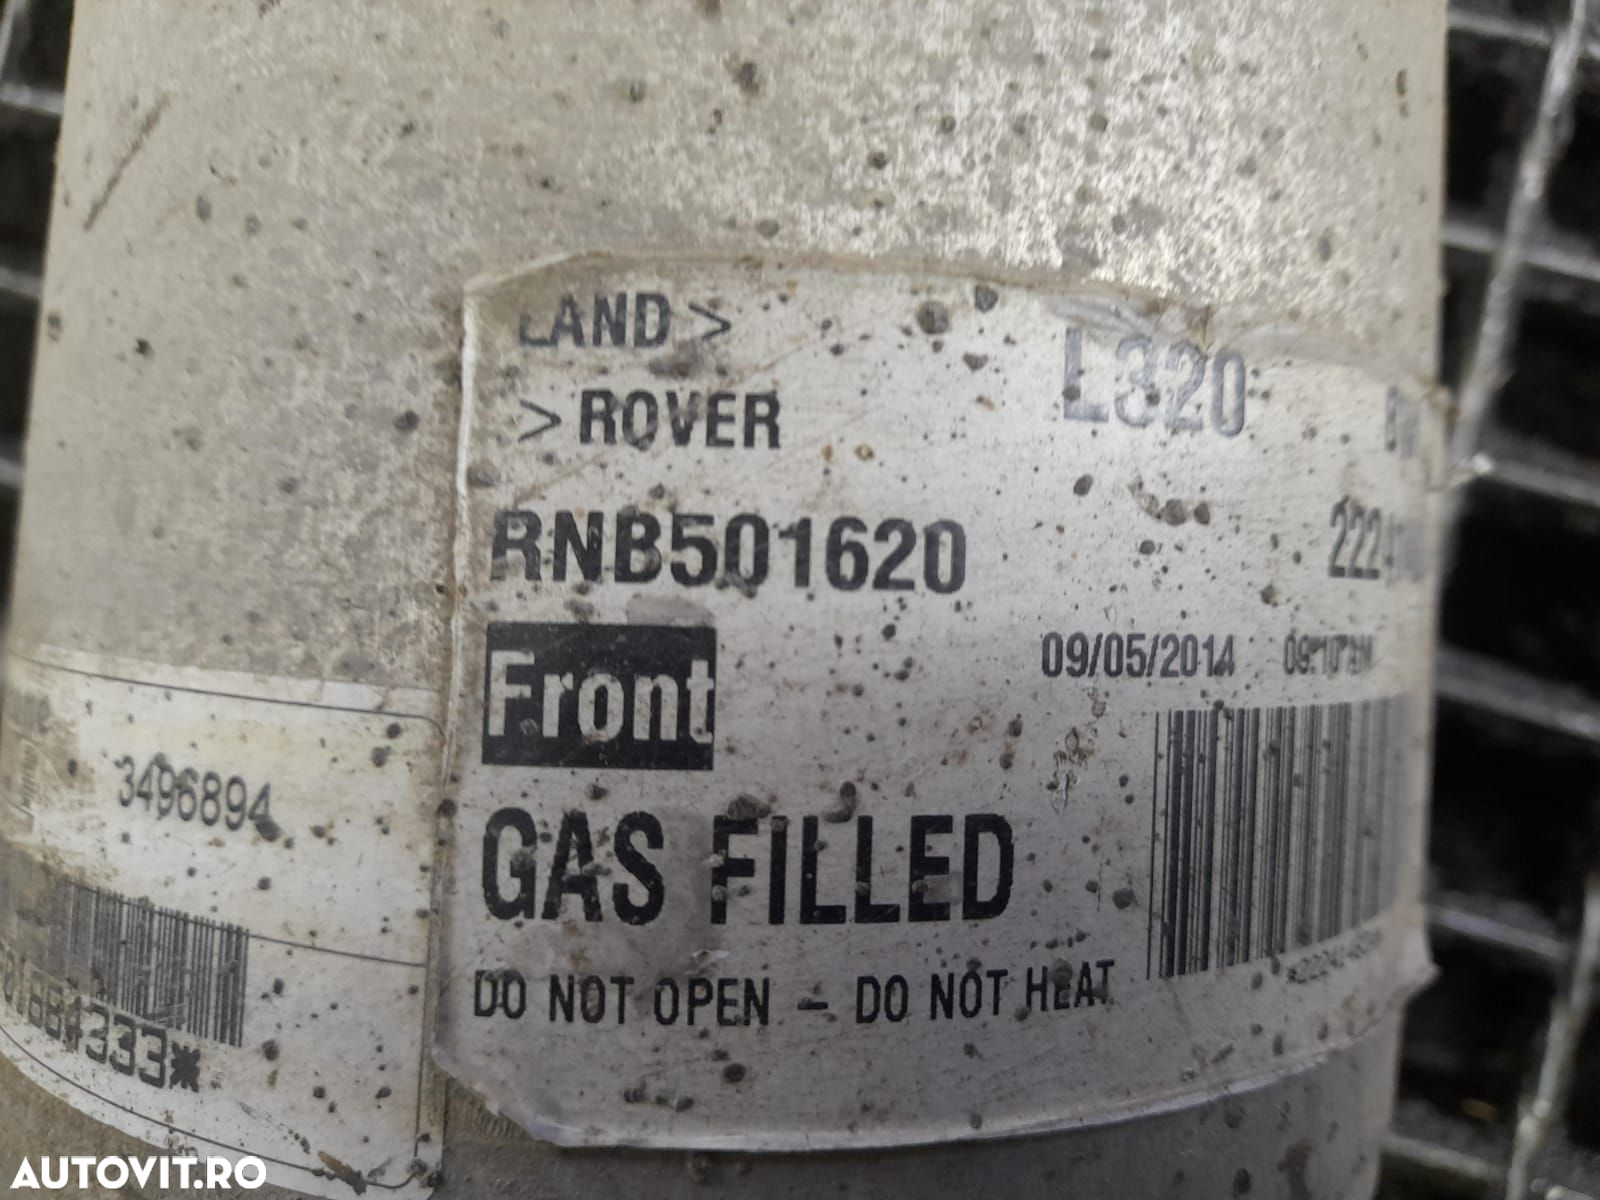 LAND >
> ROVER
L320
RNB501620
Front
09/05/2014
GAS FILLED
DO NOT OPEN - DO NOT HEAT
3496894
AUTOVIT.RO